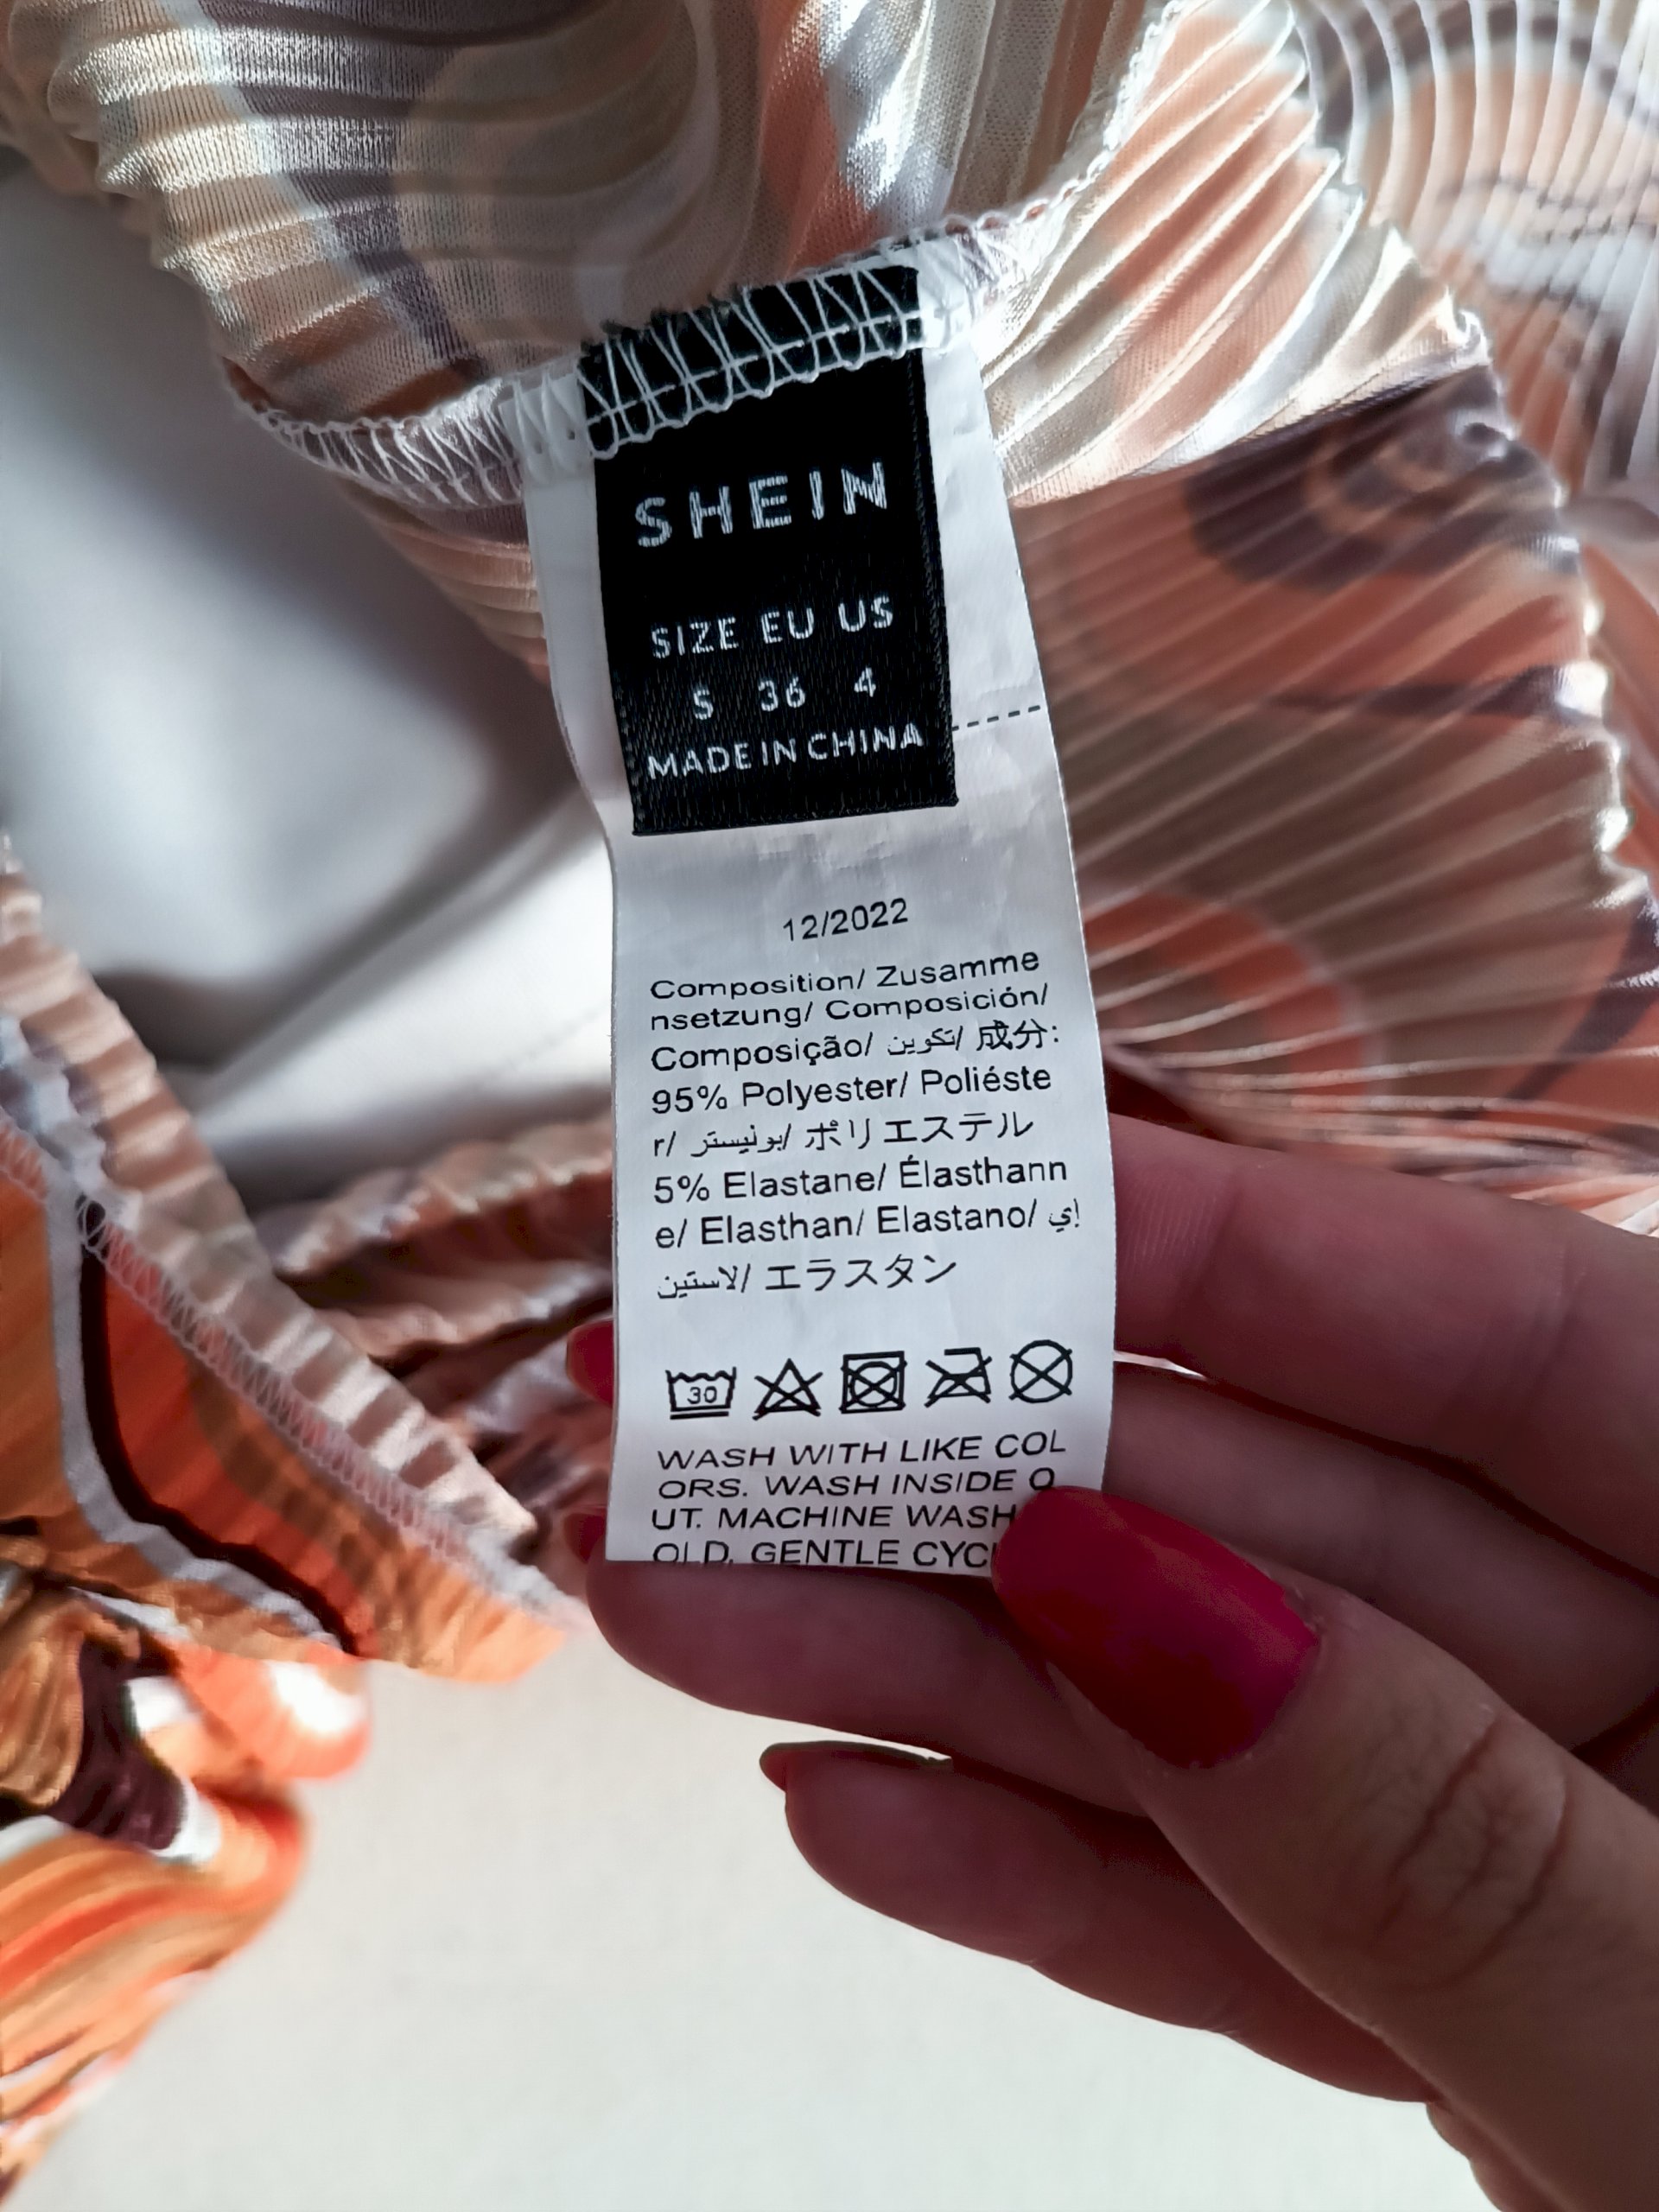 SHEIN
SIZE EU US
S 36 4
MADE IN CHINA
12/2022
Composition/ Zusamme
nsetzung/ Composición/
Composição/ تكوين/ 成分:
95% Polyester/ Poliéste
r/ بوليستر/ ポリエステル
5% Elastane/ Élasthann
e/ Elasthan/ Elastano/ إي
لاستين/ エラスタン
30
WASH WITH LIKE COL
ORS. WASH INSIDE O
UT. MACHINE WASH
OLD, GENTLE CYC